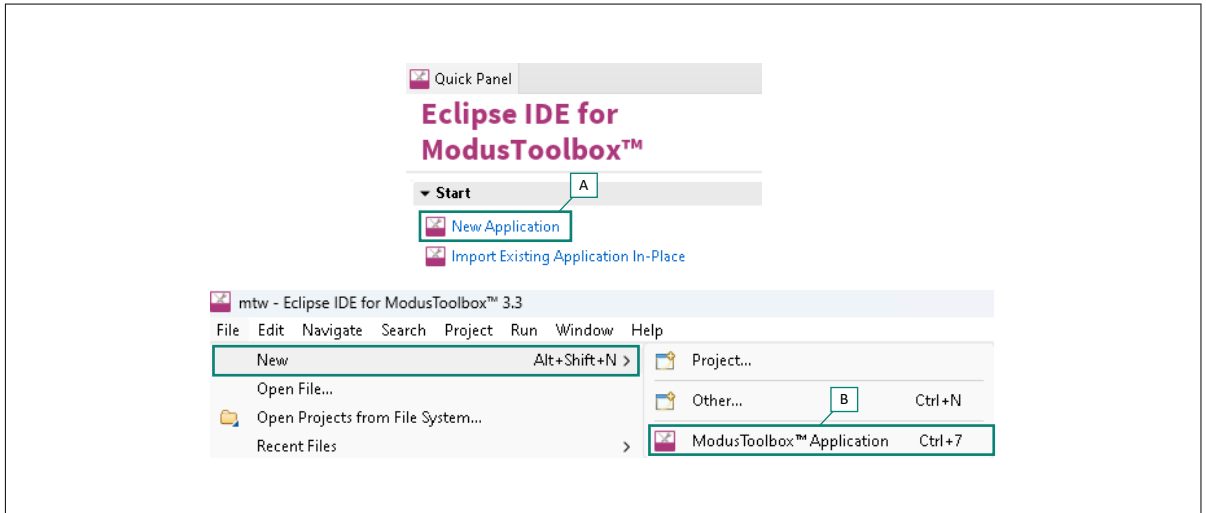 Quick Panel
Eclipse IDE for
ModusToolbox™
Start
A
New Application
Import Existing Application In-Place
mtw - Eclipse IDE for ModusToolbox™ 3.3
File Edit Navigate Search Project Run Window Help
New Alt+Shift+N > Project...
Open File...
Other... B Ctrl+N
Open Projects from File System...
ModusToolbox™ Application Ctrl+7
Recent Files >